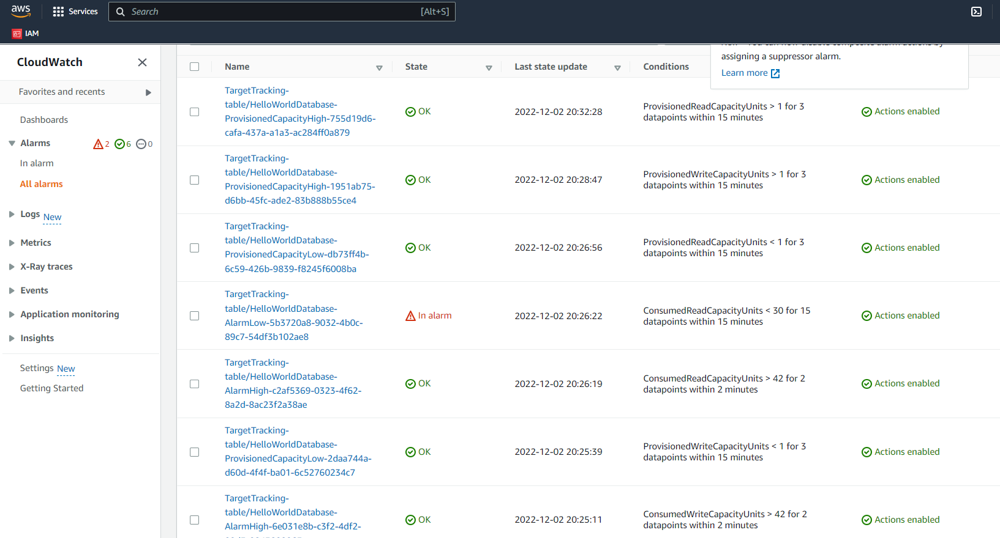 aws
Services
Search
[Alt+S]
IAM
CloudWatch
Favorites and recents
Dashboards
Alarms
2
6
0
In alarm
All alarms
Logs New
Metrics
X-Ray traces
Events
Application monitoring
Insights
Settings New
Getting Started
assigning a suppressor alarm.
Learn more
Name
State
Last state update
Conditions
TargetTracking-
table/HelloWorldDatabase-
ProvisionedCapacityHigh-755d19d6-
cafa-437a-a1a3-ac284ff0a879
OK
2022-12-02 20:32:28
ProvisionedReadCapacityUnits > 1 for 3
datapoints within 15 minutes
Actions enabled
TargetTracking-
table/HelloWorldDatabase-
ProvisionedCapacityHigh-1951ab75-
d6bb-45fc-ade2-83b888b55ce4
OK
2022-12-02 20:28:47
ProvisionedWriteCapacityUnits > 1 for 3
datapoints within 15 minutes
Actions enabled
TargetTracking-
table/HelloWorldDatabase-
ProvisionedCapacityLow-db73ff4b-
6c59-426b-9839-f8245f6008ba
OK
2022-12-02 20:26:56
ProvisionedReadCapacityUnits < 1 for 3
datapoints within 15 minutes
Actions enabled
TargetTracking-
table/HelloWorldDatabase-
AlarmLow-5b3720a8-9032-4b0c-
89c7-54df3b102ae8
In alarm
2022-12-02 20:26:22
ConsumedReadCapacityUnits < 30 for 15
datapoints within 15 minutes
Actions enabled
TargetTracking-
table/HelloWorldDatabase-
AlarmHigh-c2af5369-0323-4f62-
8a2d-8ac23f2a38ae
OK
2022-12-02 20:26:19
ConsumedReadCapacityUnits > 42 for 2
datapoints within 2 minutes
Actions enabled
TargetTracking-
table/HelloWorldDatabase-
ProvisionedCapacityLow-2daa744a-
d60d-4f4f-ba01-6c52760234c7
OK
2022-12-02 20:25:39
ProvisionedWriteCapacityUnits < 1 for 3
datapoints within 15 minutes
Actions enabled
TargetTracking-
table/HelloWorldDatabase-
AlarmHigh-6e031e8b-c3f2-4df2-
OK
2022-12-02 20:25:11
ConsumedWriteCapacityUnits > 42 for 2
datapoints within 2 minutes
Actions enabled